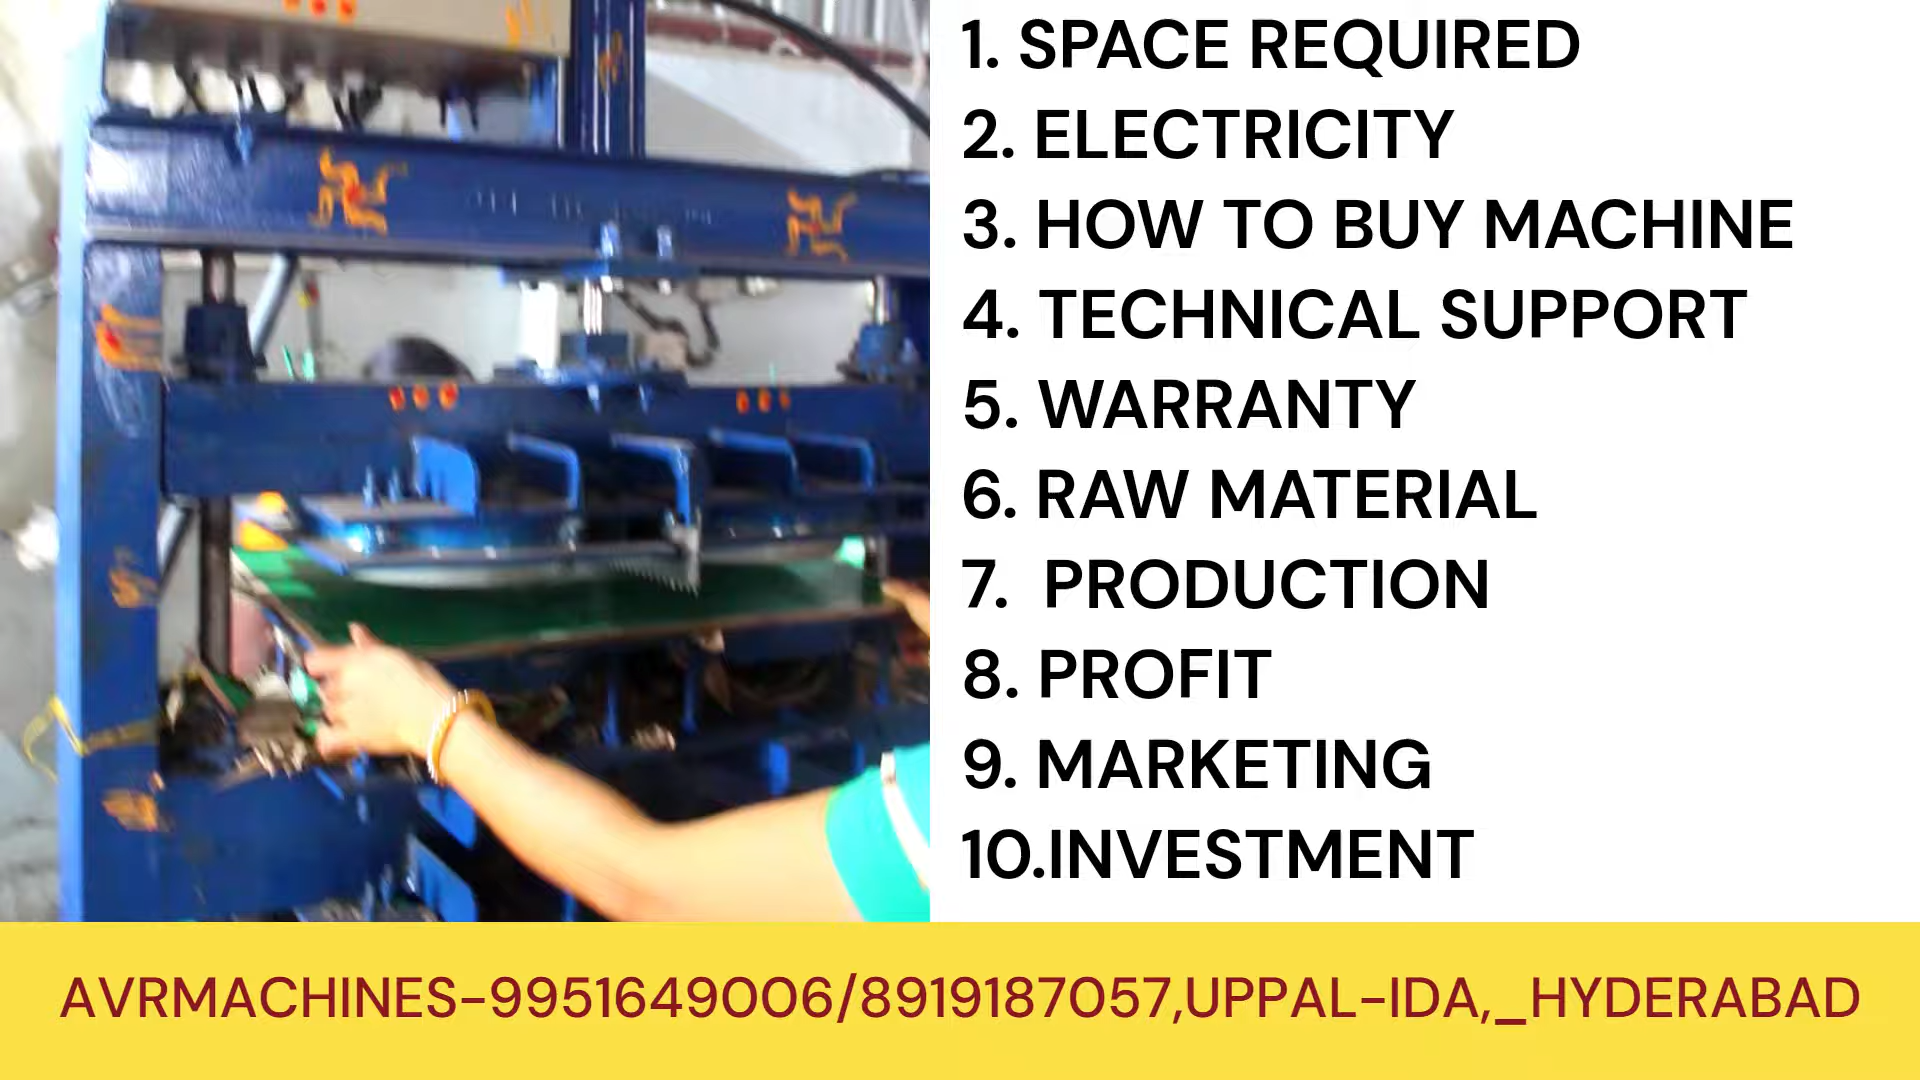 1. SPACE REQUIRED
2. ELECTRICITY
3. HOW TO BUY MACHINE
4. TECHNICAL SUPPORT
5. WARRANTY
6. RAW MATERIAL
7. PRODUCTION
8. PROFIT
9. MARKETING
10.INVESTMENT
AVRMACHINES-9951649006/8919187057,UPPAL-IDA,_HYDERABAD